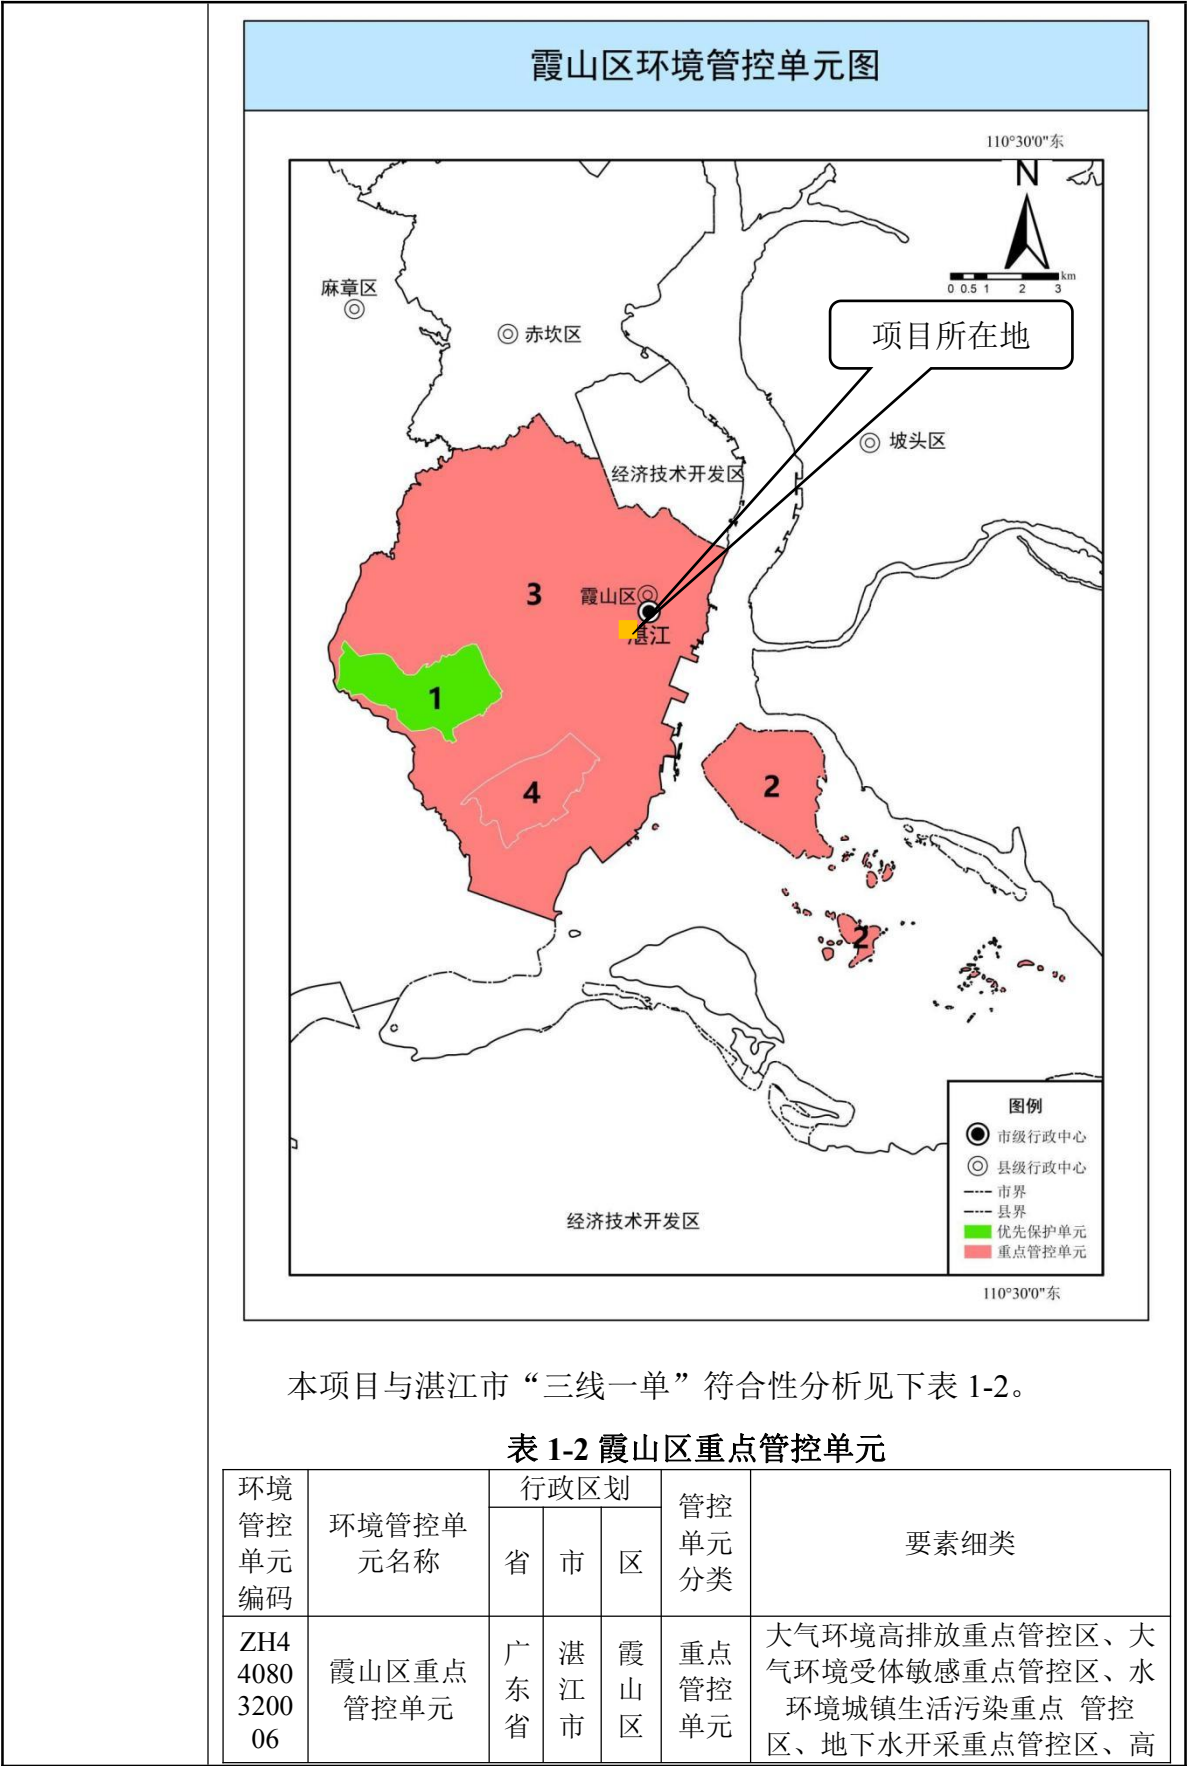 霞山区环境管控单元图
110°30'0"东
N
km
0 0.5 1 2 3
麻章区
赤坎区
项目所在地
坡头区
经济技术开发区
3
霞山区
湛江
1
2
4
2
图例
市级行政中心
县级行政中心
市界
县界
优先保护单元
重点管控单元
经济技术开发区
110°30'0"东
本项目与湛江市“三线一单”符合性分析见下表 1-2。
表 1-2 霞山区重点管控单元
环境
管控
单元
编码
环境管控单
元名称
行政区划
省
市
区
管控
单元
分类
要素细类
ZH4
4080
3200
06
霞山区重点
管控单元
广
东
省
湛
江
市
霞
山
区
重点
管控
单元
大气环境高排放重点管控区、大
气环境受体敏感重点管控区、水
环境城镇生活污染重点 管控
区、地下水开采重点管控区、高